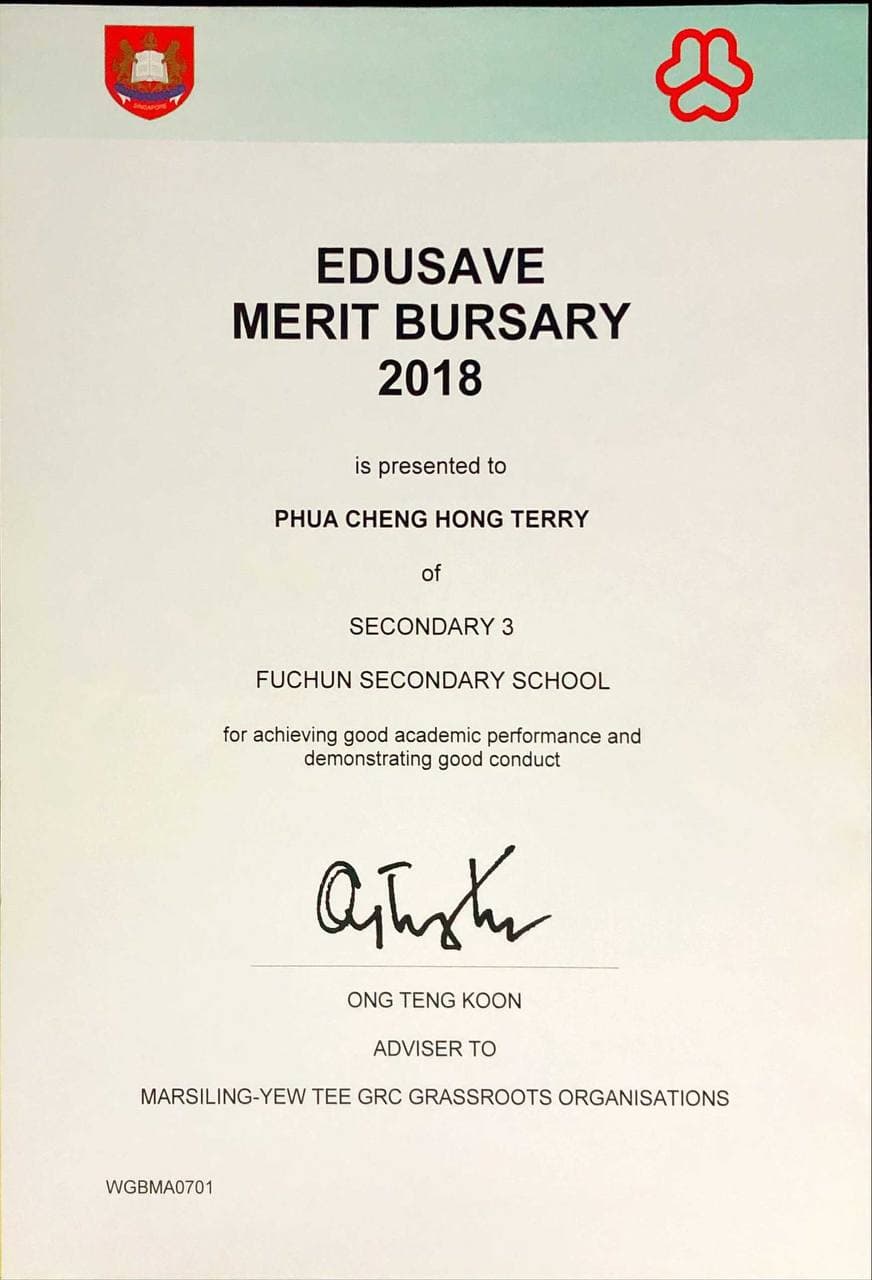 SINGAPORE
EDUSAVE
MERIT BURSARY
2018
is presented to
PHUA CHENG HONG TERRY
of
SECONDARY 3
FUCHUN SECONDARY SCHOOL
for achieving good academic performance and
demonstrating good conduct
ONG TENG KOON
ADVISER TO
MARSILING-YEW TEE GRC GRASSROOTS ORGANISATIONS
WGBMA0701